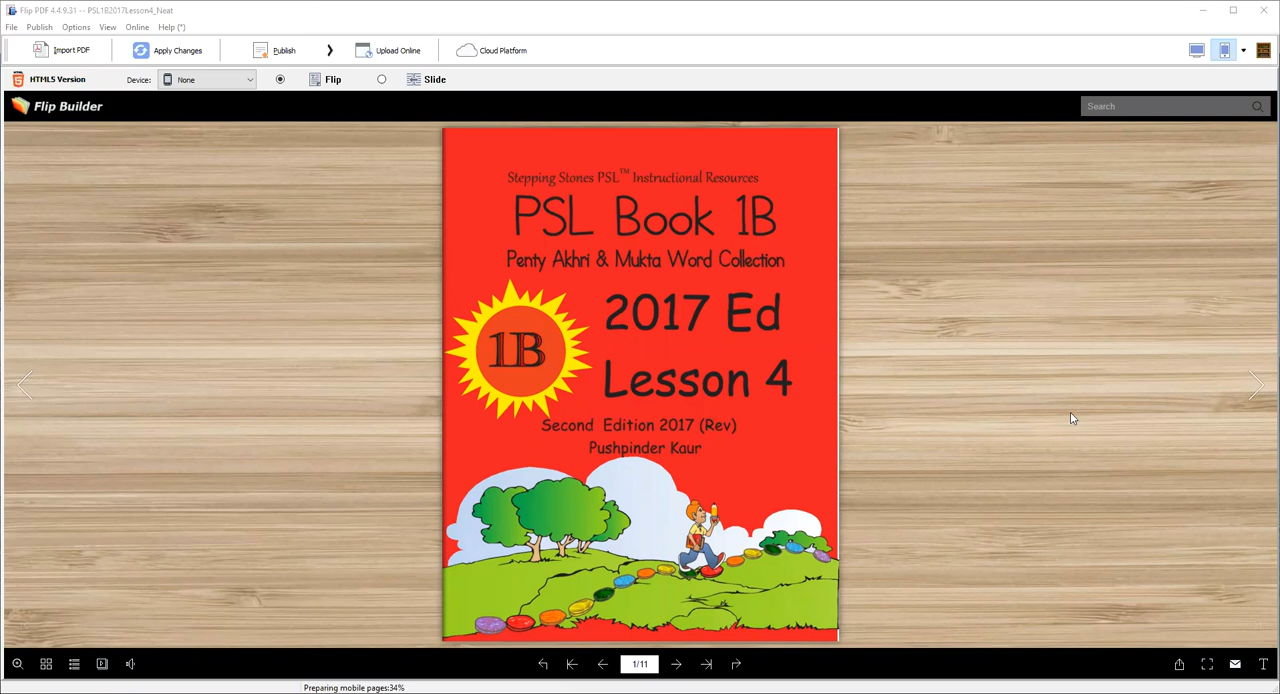 Flip PDF 4.4.9.31 -- PSL1B2017Lesson4_Neat
File Publish Options View Online Help (*)
Import PDF Apply Changes Publish Upload Online Cloud Platform
HTML5 Version Device: None Flip Slide
Flip Builder Search
Stepping Stones PSL™ Instructional Resources
PSL Book 1B
Penty Akhri & Mukta Word Collection
2017 Ed
1B
Lesson 4
Second Edition 2017 (Rev)
Pushpinder Kaur
1/11
T
Preparing mobile pages:34%